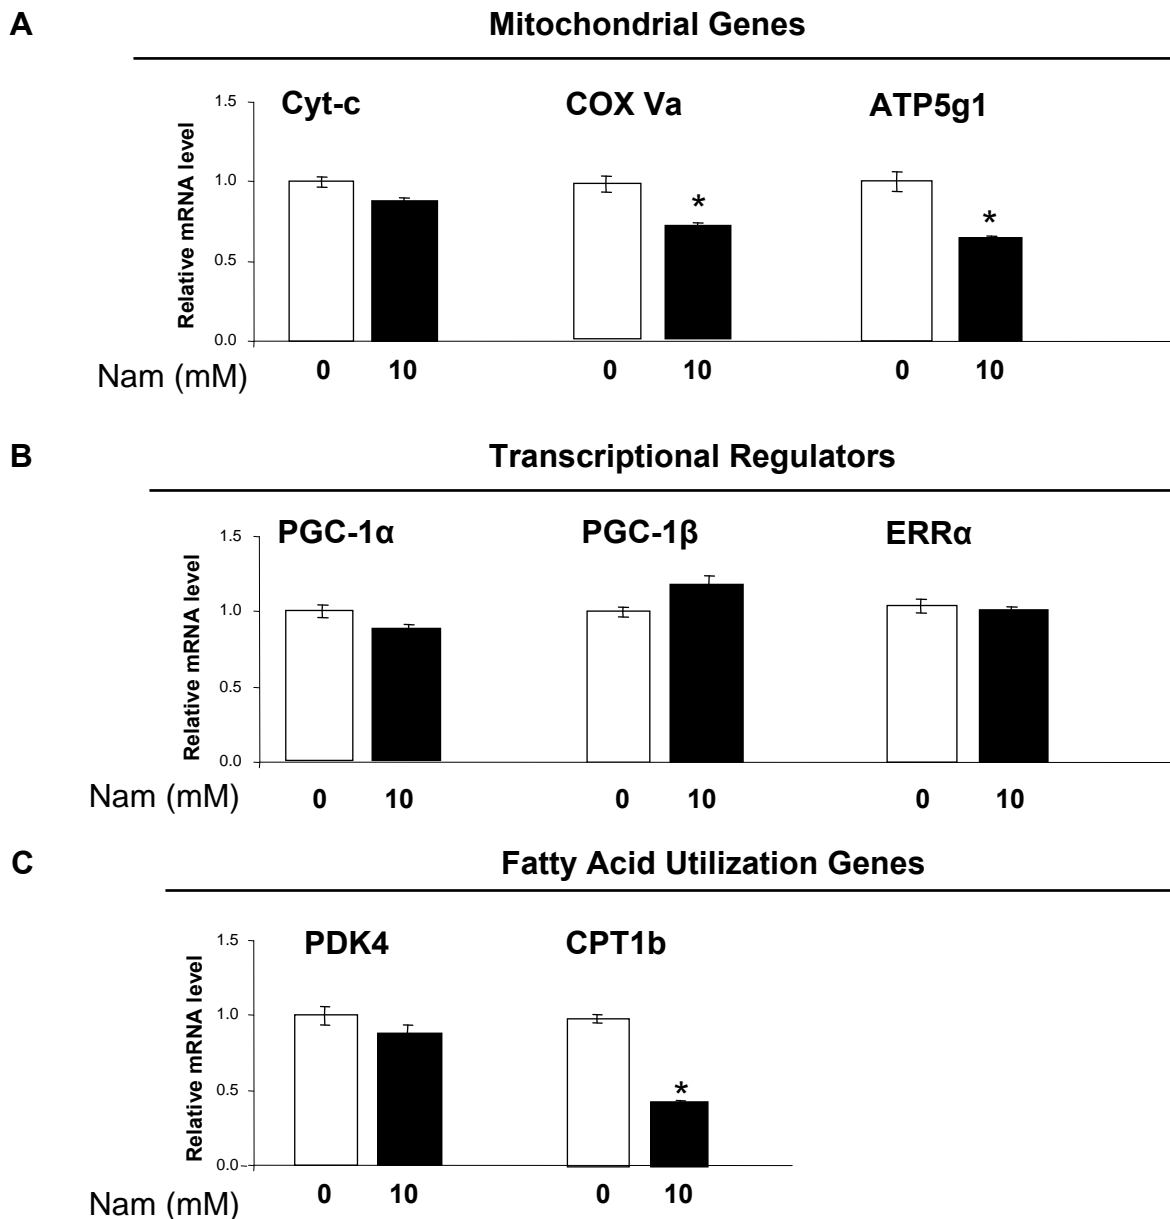 A Mitochondrial Genes
Cyt-c COX Va ATP5g1
Relative mRNA level
1.5
1.0
0.5
0.0
* *
Nam (mM) 0 10 0 10 0 10
B Transcriptional Regulators
PGC-1α PGC-1β ERRα
Relative mRNA level
1.5
1.0
0.5
0.0
Nam (mM) 0 10 0 10 0 10
C Fatty Acid Utilization Genes
PDK4 CPT1b
Relative mRNA level
1.5
1.0
0.5
0.0
*
Nam (mM) 0 10 0 10